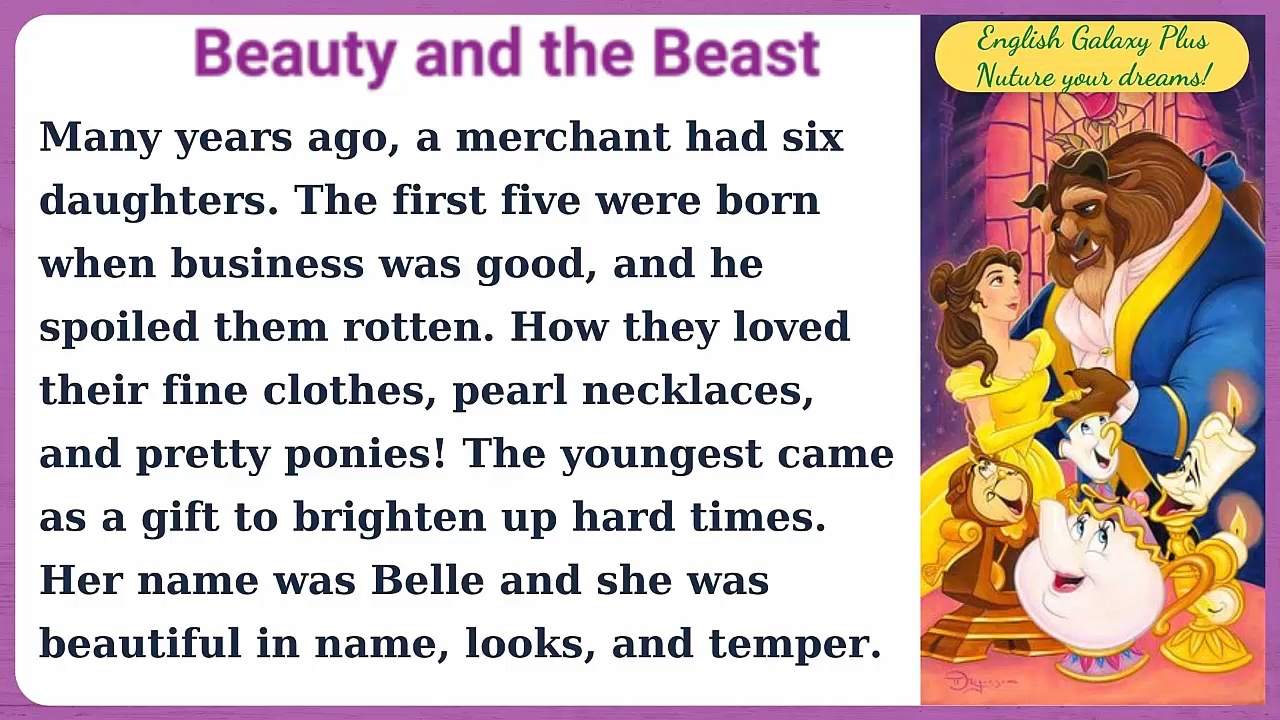 Beauty and the Beast
English Galaxy Plus
Nuture your dreams!
Many years ago, a merchant had six
daughters. The first five were born
when business was good, and he
spoiled them rotten. How they loved
their fine clothes, pearl necklaces,
and pretty ponies! The youngest came
as a gift to brighten up hard times.
Her name was Belle and she was
beautiful in name, looks, and temper.